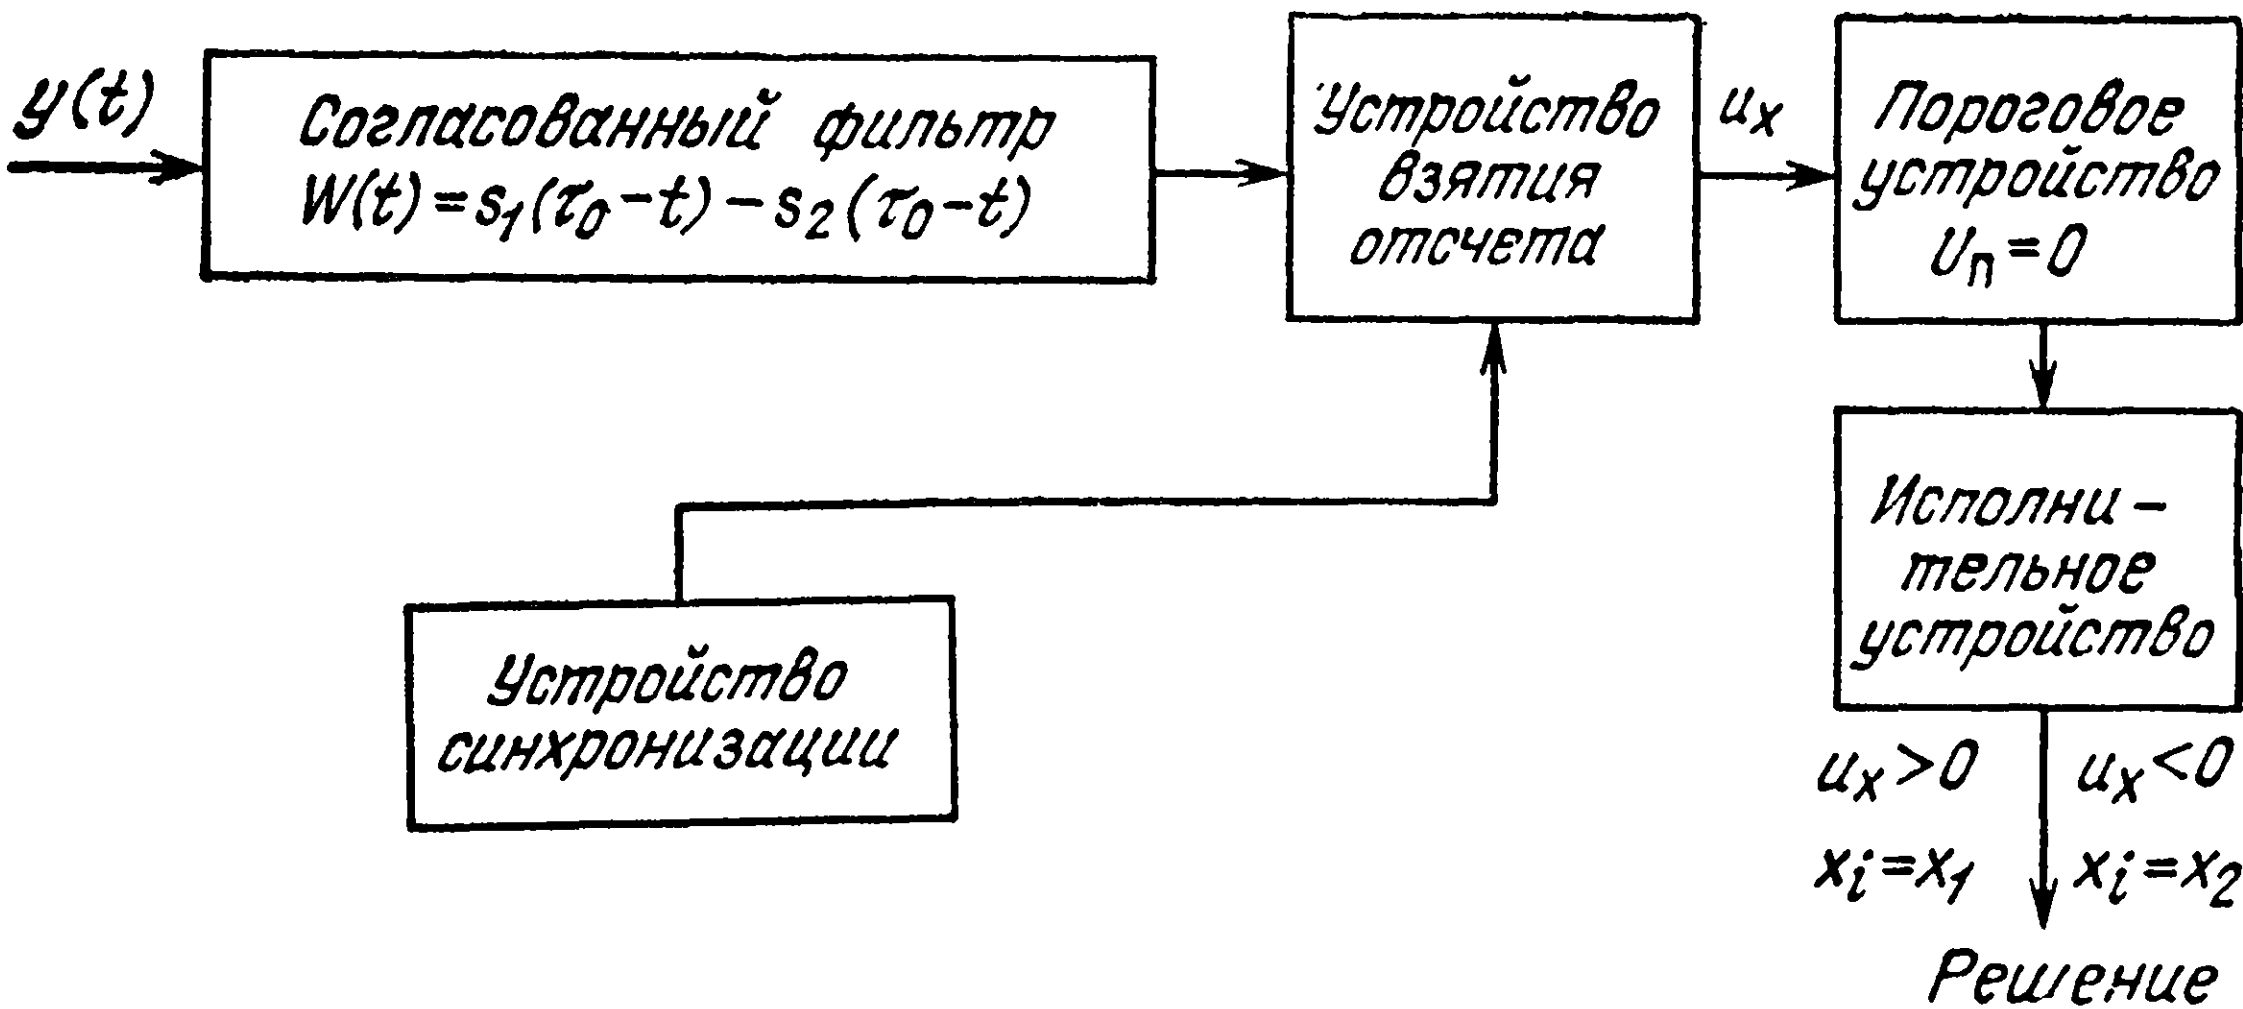 y(t)
Согласованный фильтр
W(t) = s₁(τ₀ - t) - s₂(τ₀ - t)
Устройство
взятия
отсчета
uₓ
Пороговое
устройство
Uₙ = 0
Исполни -
тельное
устройство
Устройство
синхронизации
uₓ > 0
uₓ < 0
xᵢ = x₁
xᵢ = x₂
Решение